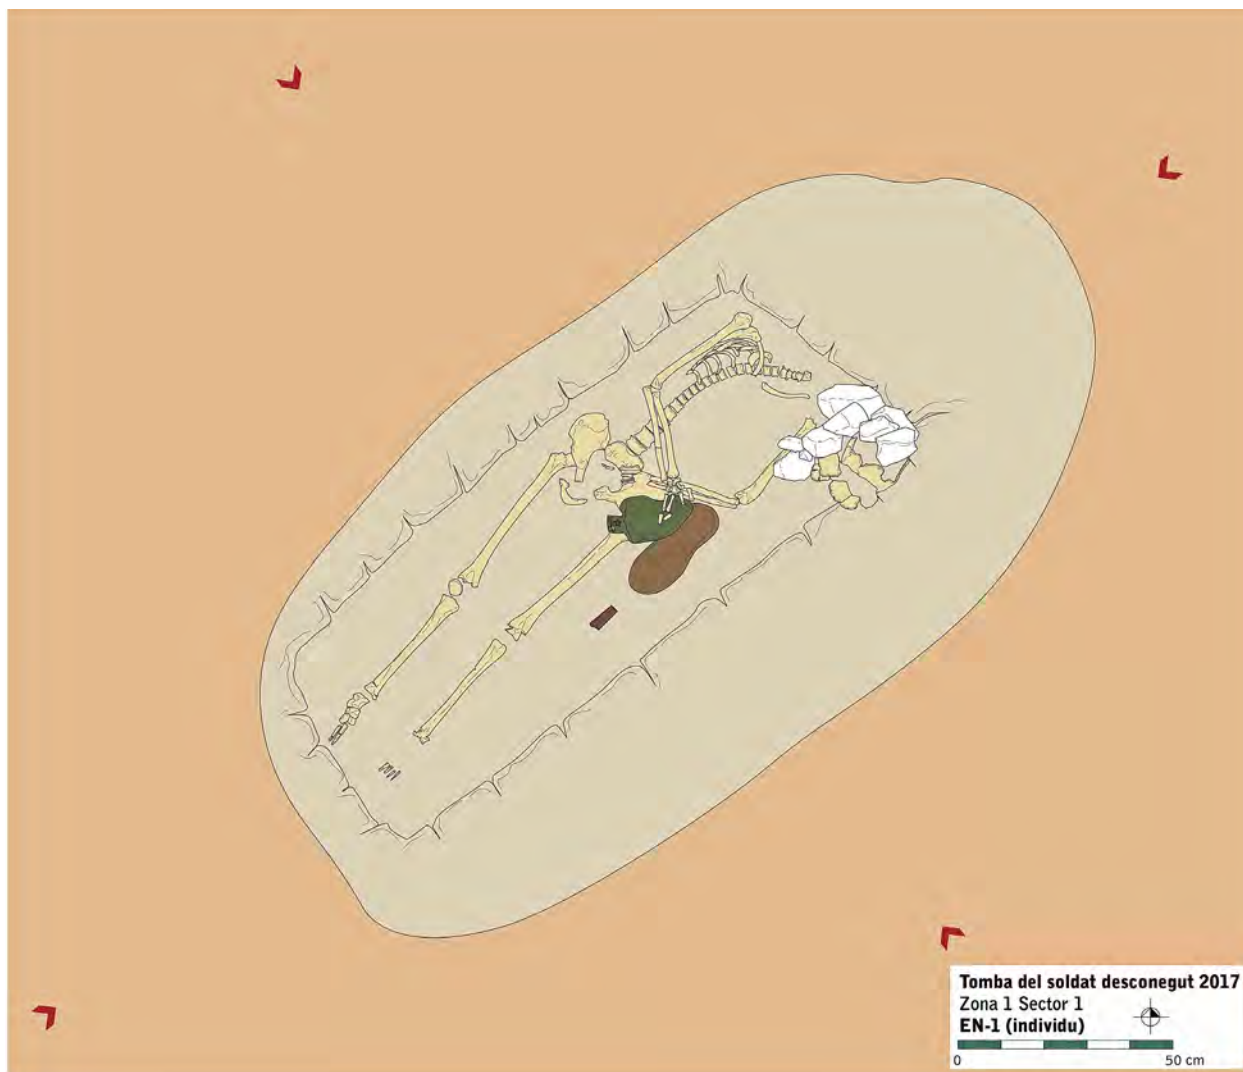 Tomba del soldat desconegut 2017
Zona 1 Sector 1
EN-1 (individu)
0 50 cm